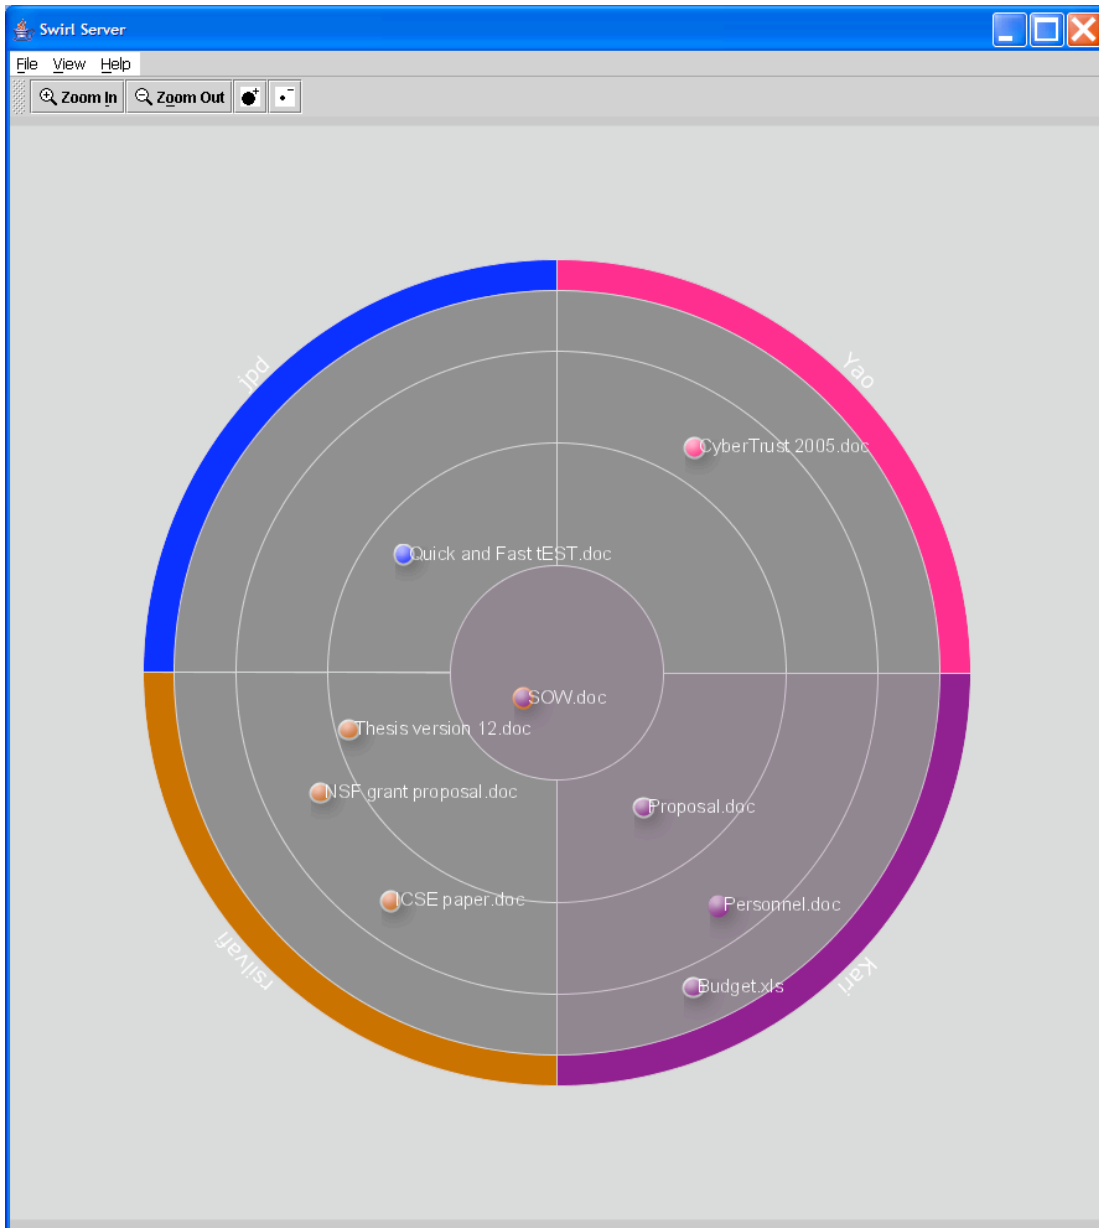 Swirl Server
File View Help
Zoom In Zoom Out
jpd
Yao
CyberTrust 2005.doc
Quick and Fast tEST.doc
SOW.doc
Thesis version 12.doc
NSF grant proposal.doc
Proposal.doc
ICSE paper.doc
Personnel.doc
rsilvafi
Kari
Budget.xls